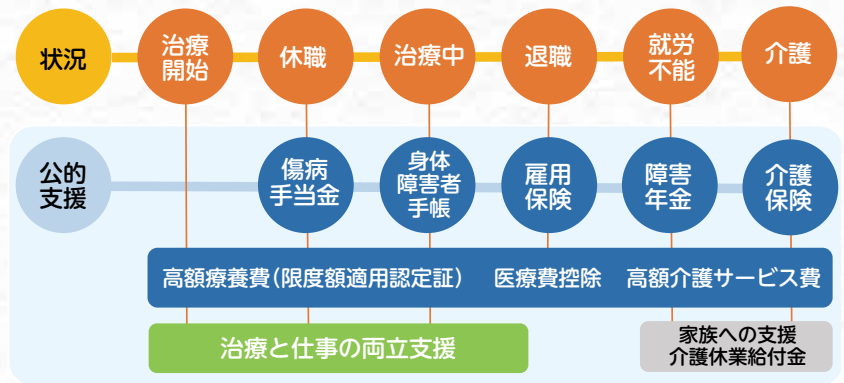 状況
治療
開始
休職
治療中
退職
就労
不能
介護
公的
支援
傷病
手当金
身体
障害者
手帳
雇用
保険
障害
年金
介護
保険
高額療養費(限度額適用認定証) 医療費控除 高額介護サービス費
治療と仕事の両立支援
家族への支援
介護休業給付金